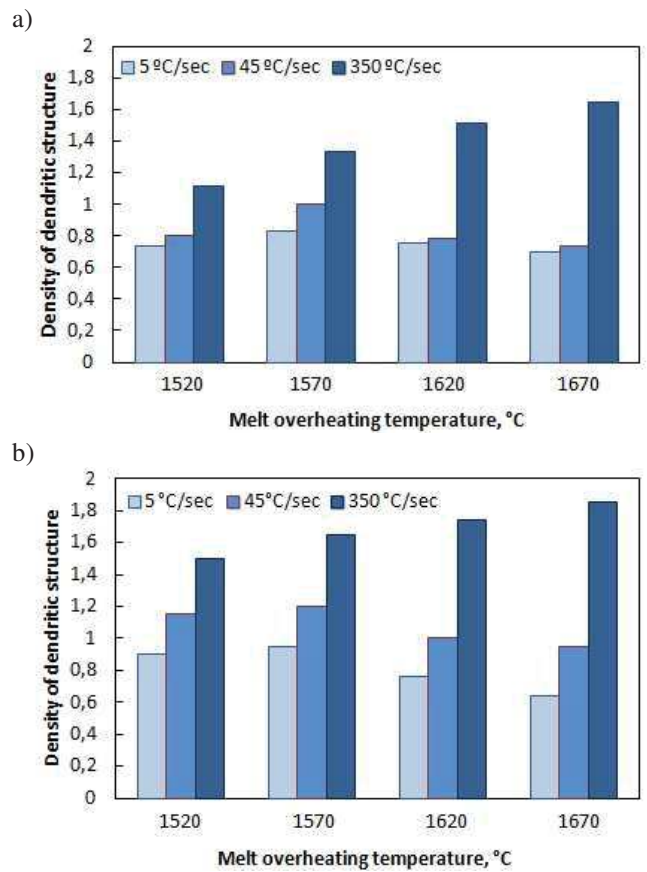 a)
2
1,8
1,6
1,4
1,2
1
0,8
0,6
0,4
0,2
0
5 ºC/sec 45 ºC/sec 350 ºC/sec
Density of dendritic structure
1520 1570 1620 1670
Melt overheating temperature, °C
b)
2
1,8
1,6
1,4
1,2
1
0,8
0,6
0,4
0,2
0
5 °C/sec 45°C/sec 350 °C/sec
Density of dendritic structure
1520 1570 1620 1670
Melt overheating temperature, °C